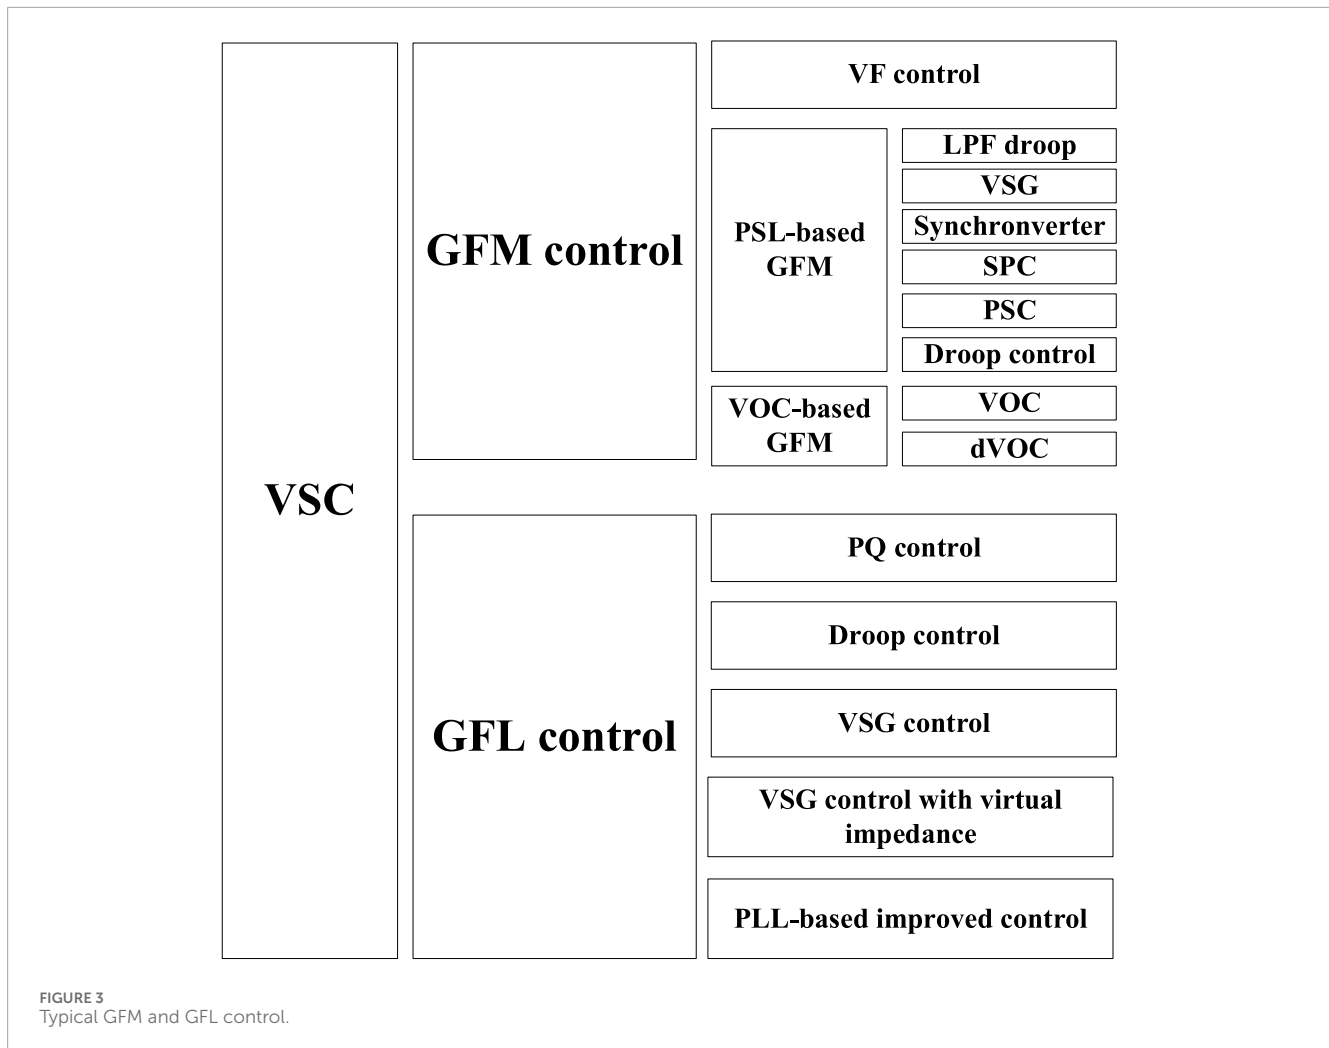 VSC
GFM control
VF control
PSL-based
GFM
LPF droop
VSG
Synchronverter
SPC
PSC
Droop control
VOC-based
GFM
VOC
dVOC
GFL control
PQ control
Droop control
VSG control
VSG control with virtual
impedance
PLL-based improved control
FIGURE 3
Typical GFM and GFL control.